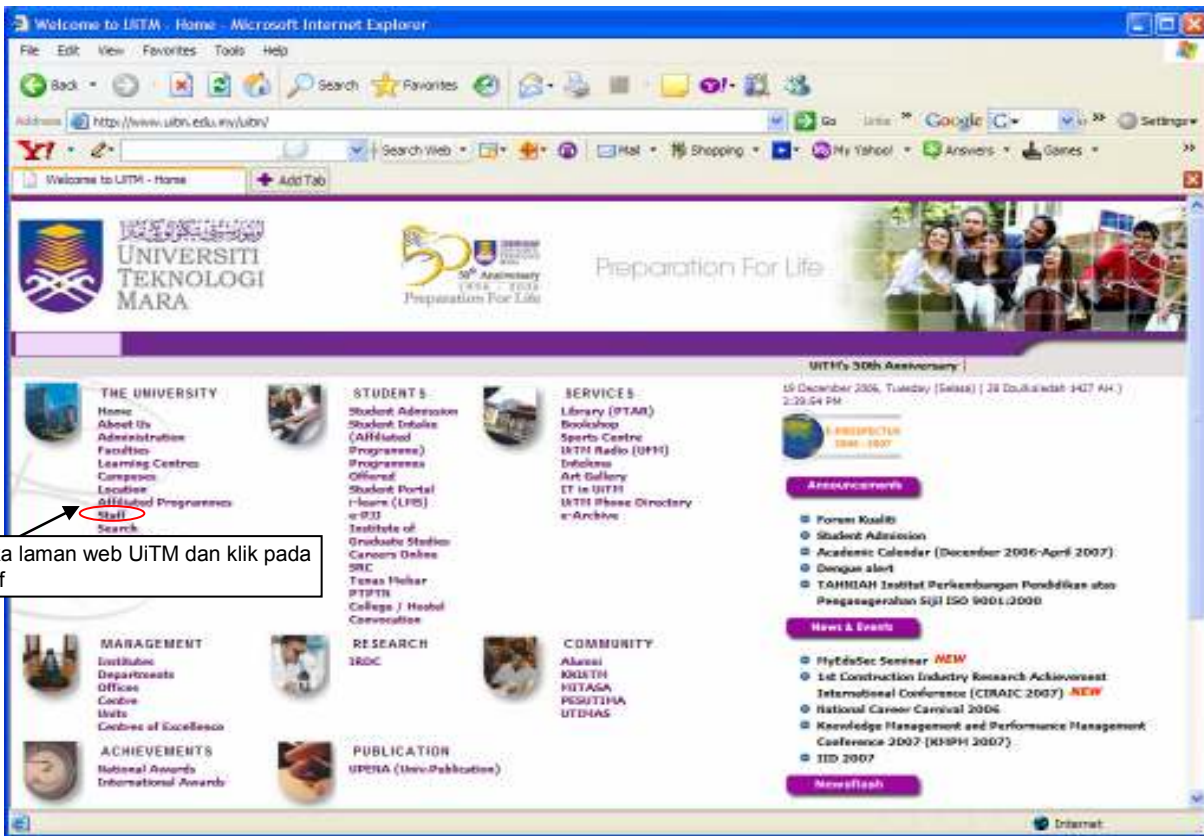 Welcome to UiTM - Home - Microsoft Internet Explorer
File Edit View Favorites Tools Help
Back Search Favorites
Address http://www.uitm.edu.my/uitm/ Go Links Google Settings
Y! Search Web Mail Shopping My Yahoo! Answers Games
Welcome to UiTM - Home Add Tab
UNIVERSITI
TEKNOLOGI
MARA
50th Anniversary
Preparation For Life
Preparation For Life
UiTM's 50th Anniversary
19 December 2006, Tuesday (Selasa) | 28 Dzulkaledah 1427 AH.)
2:39:54 PM
THE UNIVERSITY
Home
About Us
Administration
Faculties
Learning Centres
Campuses
Location
Affiliated Programmes
Staff
Search
ka laman web UiTM dan klik pada
f
STUDENTS
Student Admission
Student Intake
(Affiliated
Programme)
Programmes
Offered
Student Portal
i-learn (LMS)
e-PJJ
Institute of
Graduate Studies
Careers Online
SRC
Tunas Mekar
PTPTN
College / Hostel
Convocation
SERVICES
Library (PTAR)
Bookshop
Sports Centre
UiTM Radio (UFM)
Intekma
Art Gallery
IT in UiTM
UiTM Phone Directory
e-Archive
E-PROSPECTUS
Announcements
Forum Kualiti
Student Admission
Academic Calendar (December 2006-April 2007)
Dengue alert
TAHNIAH Institut Perkembangan Pendidikan atas
Penganugerahan Sijil ISO 9001:2000
MANAGEMENT
Institutes
Departments
Offices
Centre
Units
Centres of Excellence
RESEARCH
IRDC
COMMUNITY
Alumni
KRISTM
MITASA
PESUTIMA
UTIMAS
News & Events
MyEduSec Seminar NEW
1st Construction Industry Research Achievement
International Conference (CIRAIC 2007) NEW
National Career Carnival 2006
Knowledge Management and Performance Management
Conference 2007 (KMPM 2007)
IID 2007
ACHIEVEMENTS
National Awards
International Awards
PUBLICATION
UPENA (Univ.Publication)
Newsflash
Internet